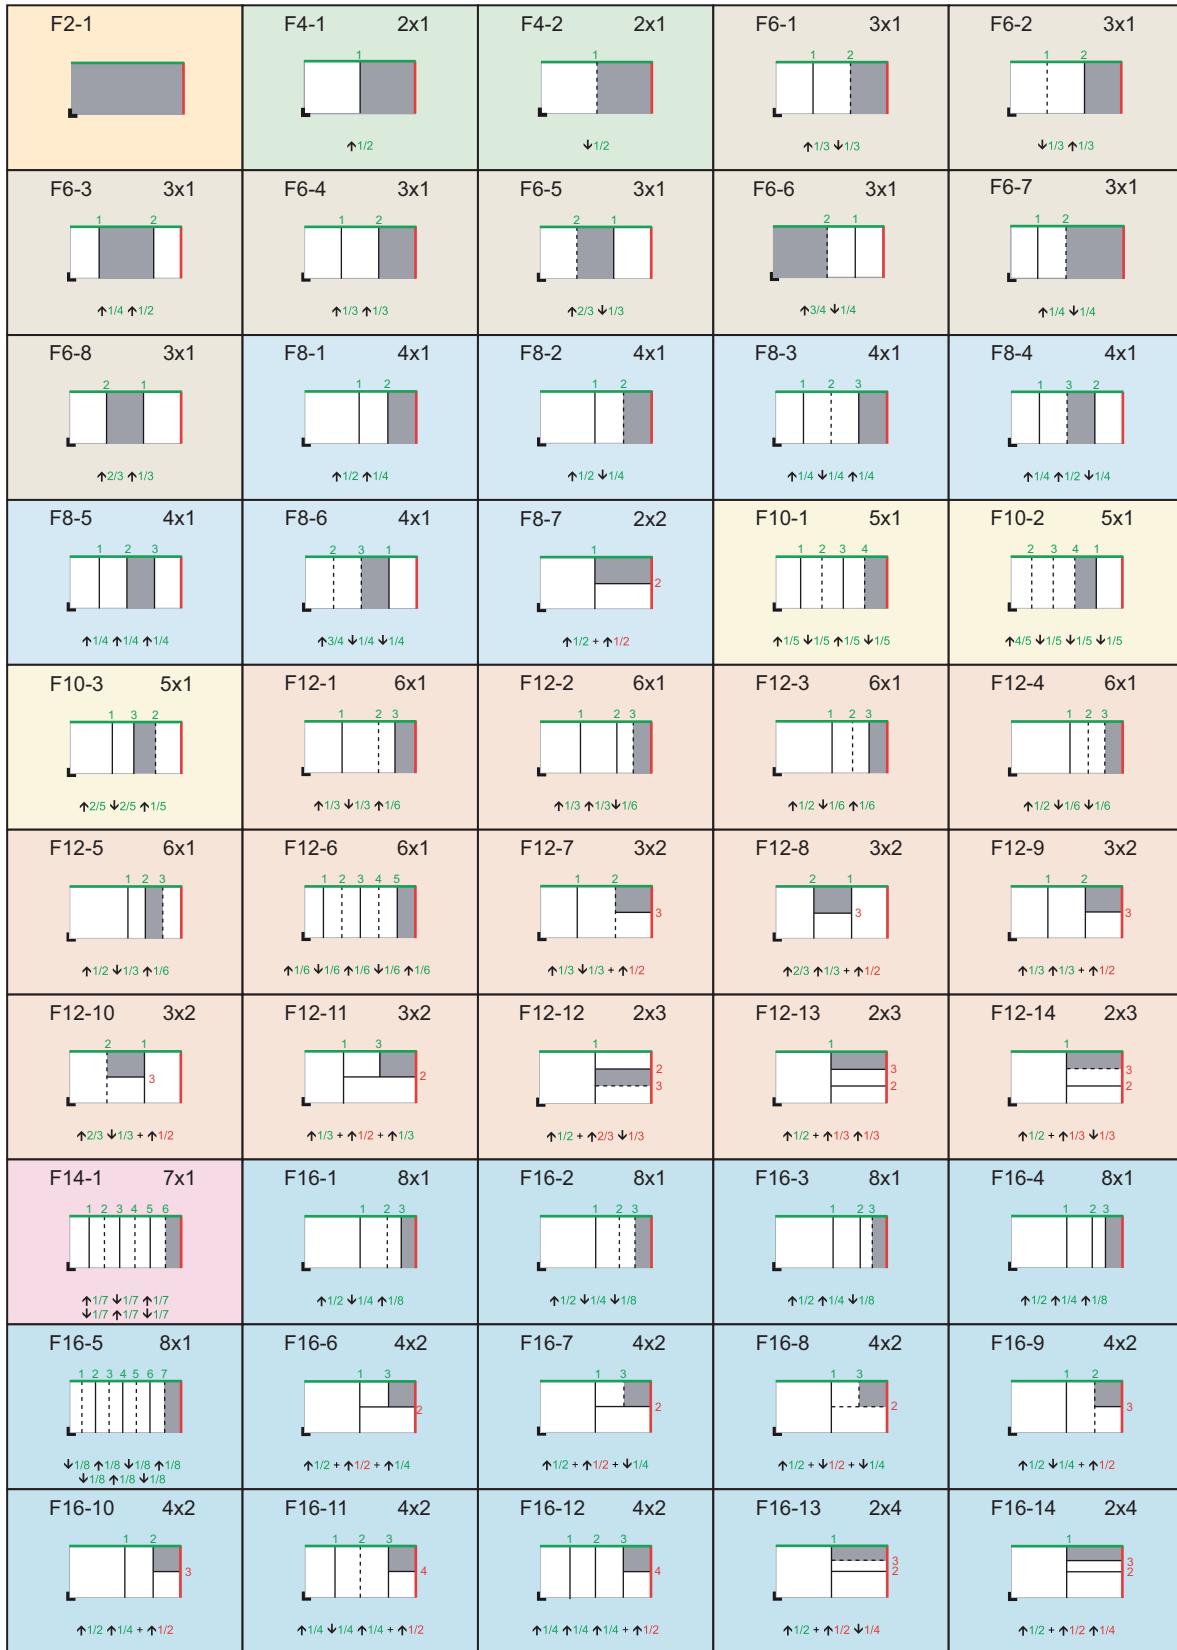 F2-1
F4-1 2x1
1
↑1/2
F4-2 2x1
1
↓1/2
F6-1 3x1
1 2
↑1/3 ↓1/3
F6-2 3x1
1 2
↓1/3 ↑1/3
F6-3 3x1
1 2
↑1/4 ↑1/2
F6-4 3x1
1 2
↑1/3 ↑1/3
F6-5 3x1
2 1
↑2/3 ↓1/3
F6-6 3x1
2 1
↑3/4 ↓1/4
F6-7 3x1
1 2
↑1/4 ↓1/4
F6-8 3x1
2 1
↑2/3 ↑1/3
F8-1 4x1
1 2
↑1/2 ↑1/4
F8-2 4x1
1 2
↑1/2 ↓1/4
F8-3 4x1
1 2 3
↑1/4 ↓1/4 ↑1/4
F8-4 4x1
1 3 2
↑1/4 ↑1/2 ↓1/4
F8-5 4x1
1 2 3
↑1/4 ↑1/4 ↑1/4
F8-6 4x1
2 3 1
↑3/4 ↓1/4 ↓1/4
F8-7 2x2
1
2
↑1/2 + ↑1/2
F10-1 5x1
1 2 3 4
↑1/5 ↓1/5 ↑1/5 ↓1/5
F10-2 5x1
2 3 4 1
↑4/5 ↓1/5 ↓1/5 ↓1/5
F10-3 5x1
1 3 2
↑2/5 ↓2/5 ↑1/5
F12-1 6x1
1 2 3
↑1/3 ↓1/3 ↑1/6
F12-2 6x1
1 2 3
↑1/3 ↑1/3 ↓1/6
F12-3 6x1
1 2 3
↑1/2 ↓1/6 ↑1/6
F12-4 6x1
1 2 3
↑1/2 ↓1/6 ↓1/6
F12-5 6x1
1 2 3
↑1/2 ↓1/3 ↑1/6
F12-6 6x1
1 2 3 4 5
↑1/6 ↓1/6 ↑1/6 ↓1/6 ↑1/6
F12-7 3x2
1 2
3
↑1/3 ↓1/3 + ↑1/2
F12-8 3x2
2 1
3
↑2/3 ↑1/3 + ↑1/2
F12-9 3x2
1 2
3
↑1/3 ↑1/3 + ↑1/2
F12-10 3x2
2 1
3
↑2/3 ↓1/3 + ↑1/2
F12-11 3x2
1 3
2
↑1/3 + ↑1/2 + ↑1/3
F12-12 2x3
1
2
3
↑1/2 + ↑2/3 ↓1/3
F12-13 2x3
1
3
2
↑1/2 + ↑1/3 ↑1/3
F12-14 2x3
1
3
2
↑1/2 + ↑1/3 ↓1/3
F14-1 7x1
1 2 3 4 5 6
↑1/7 ↓1/7 ↑1/7
↓1/7 ↑1/7 ↓1/7
F16-1 8x1
1 2 3
↑1/2 ↓1/4 ↑1/8
F16-2 8x1
1 2 3
↑1/2 ↓1/4 ↓1/8
F16-3 8x1
1 2 3
↑1/2 ↑1/4 ↓1/8
F16-4 8x1
1 2 3
↑1/2 ↑1/4 ↑1/8
F16-5 8x1
1 2 3 4 5 6 7
↓1/8 ↑1/8 ↓1/8 ↑1/8
↓1/8 ↑1/8 ↓1/8
F16-6 4x2
1 3
2
↑1/2 + ↑1/2 + ↑1/4
F16-7 4x2
1 3
2
↑1/2 + ↑1/2 + ↓1/4
F16-8 4x2
1 3
2
↑1/2 + ↓1/2 + ↓1/4
F16-9 4x2
1 2
3
↑1/2 ↓1/4 + ↑1/2
F16-10 4x2
1 2
3
↑1/2 ↑1/4 + ↑1/2
F16-11 4x2
1 2 3
4
↑1/4 ↓1/4 ↑1/4 + ↑1/2
F16-12 4x2
1 2 3
4
↑1/4 ↑1/4 ↑1/4 + ↑1/2
F16-13 2x4
1
3
2
↑1/2 + ↑1/2 ↓1/4
F16-14 2x4
1
3
2
↑1/2 + ↑1/2 ↑1/4